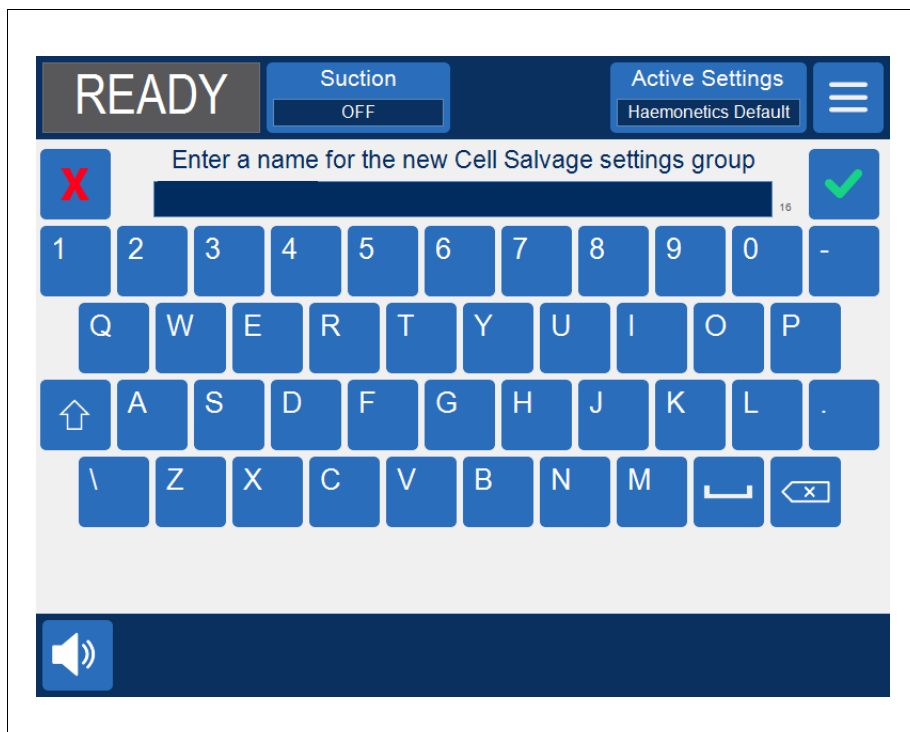 READY
Suction
OFF
Active Settings
Haemonetics Default
X
Enter a name for the new Cell Salvage settings group
16
1 2 3 4 5 6 7 8 9 0 -
Q W E R T Y U I O P
A S D F G H J K L .
\ Z X C V B N M